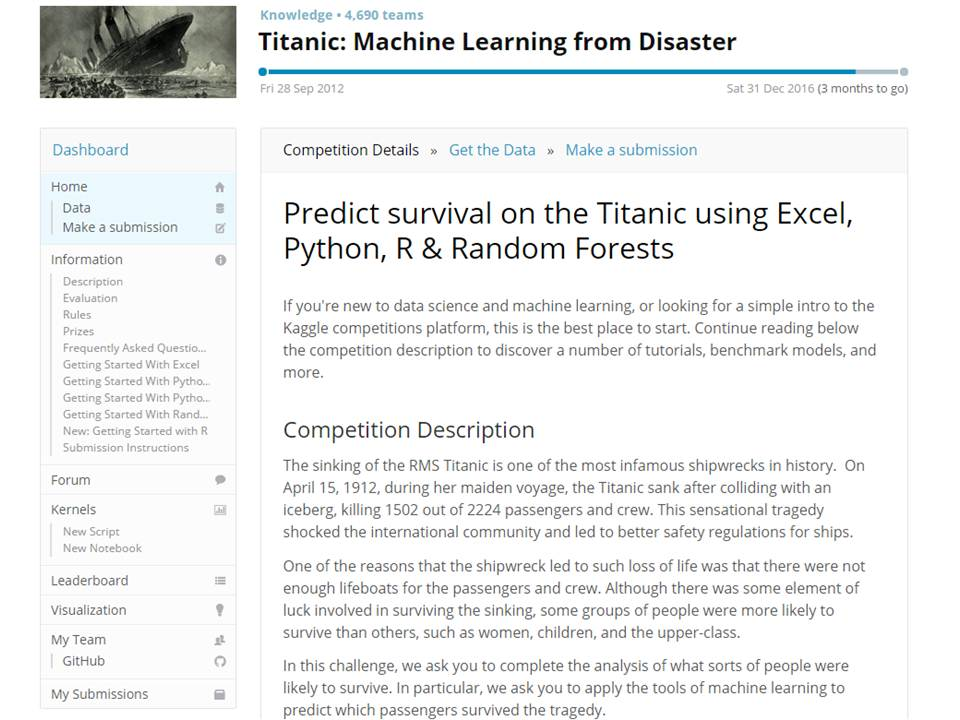 Knowledge • 4,690 teams
Titanic: Machine Learning from Disaster
Fri 28 Sep 2012
Sat 31 Dec 2016 (3 months to go)
Dashboard
Home
Data
Make a submission
Information
Description
Evaluation
Rules
Prizes
Frequently Asked Questio...
Getting Started With Excel
Getting Started With Pytho...
Getting Started With Pytho...
Getting Started With Rand...
New: Getting Started with R
Submission Instructions
Forum
Kernels
New Script
New Notebook
Leaderboard
Visualization
My Team
GitHub
My Submissions
Competition Details » Get the Data » Make a submission
Predict survival on the Titanic using Excel,
Python, R & Random Forests
If you're new to data science and machine learning, or looking for a simple intro to the
Kaggle competitions platform, this is the best place to start. Continue reading below
the competition description to discover a number of tutorials, benchmark models, and
more.
Competition Description
The sinking of the RMS Titanic is one of the most infamous shipwrecks in history.  On
April 15, 1912, during her maiden voyage, the Titanic sank after colliding with an
iceberg, killing 1502 out of 2224 passengers and crew. This sensational tragedy
shocked the international community and led to better safety regulations for ships.
One of the reasons that the shipwreck led to such loss of life was that there were not
enough lifeboats for the passengers and crew. Although there was some element of
luck involved in surviving the sinking, some groups of people were more likely to
survive than others, such as women, children, and the upper-class.
In this challenge, we ask you to complete the analysis of what sorts of people were
likely to survive. In particular, we ask you to apply the tools of machine learning to
predict which passengers survived the tragedy.